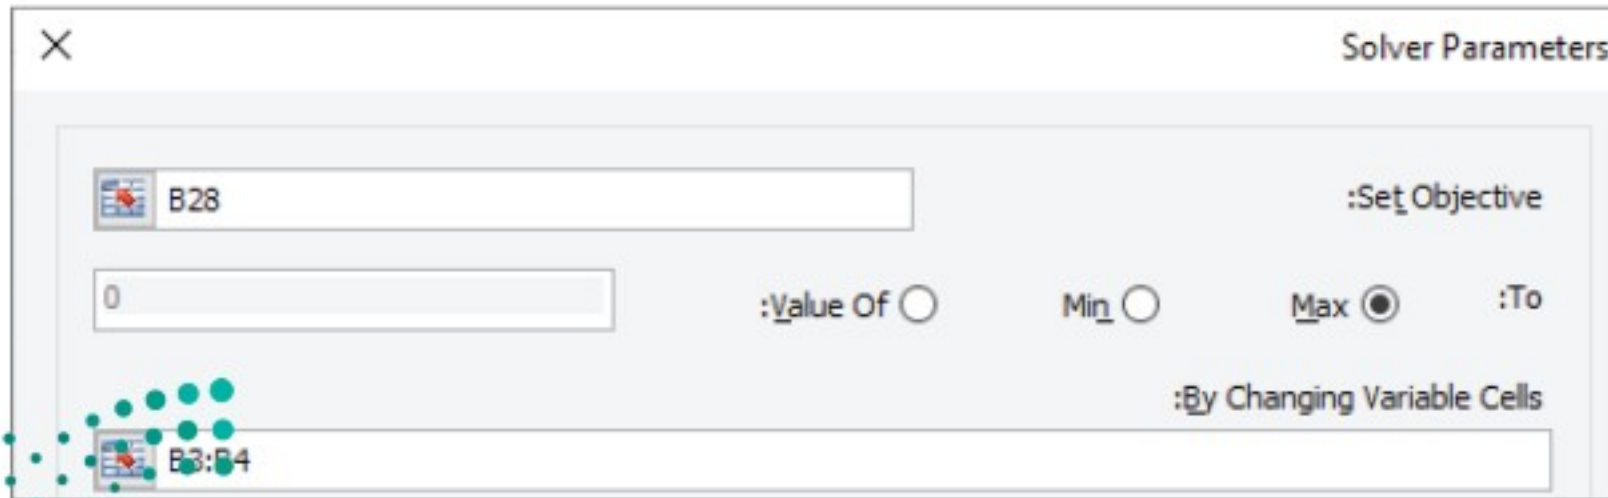 Solver Parameters
Set Objective: B28
To: Max Min Value Of: 0
By Changing Variable Cells:
B3:B4